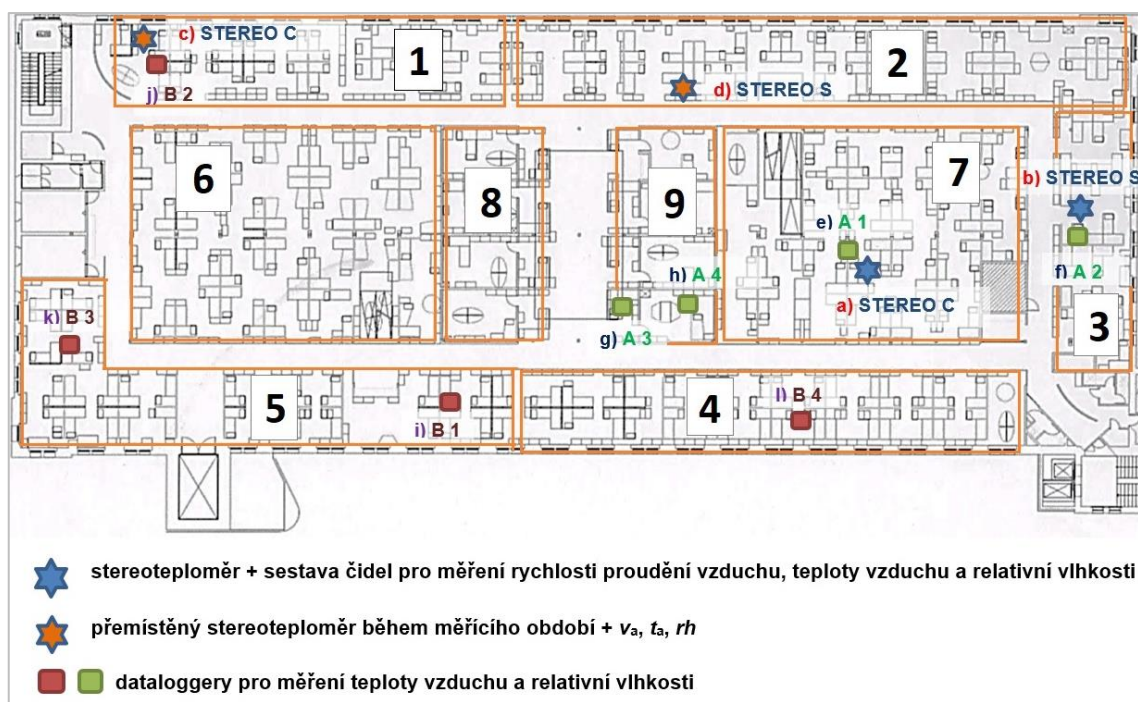 c) STEREO C
1
2
j) B 2
d) STEREO S
6
8
9
7
b) STEREO S
e) A 1
h) A 4
f) A 2
a) STEREO C
k) B 3
g) A 3
3
5
4
l) B 4
i) B 1
stereoteploměr + sestava čidel pro měření rychlosti proudění vzduchu, teploty vzduchu a relativní vlhkosti
přemístěný stereoteploměr během měřícího období + va, ta, rh
dataloggery pro měření teploty vzduchu a relativní vlhkosti